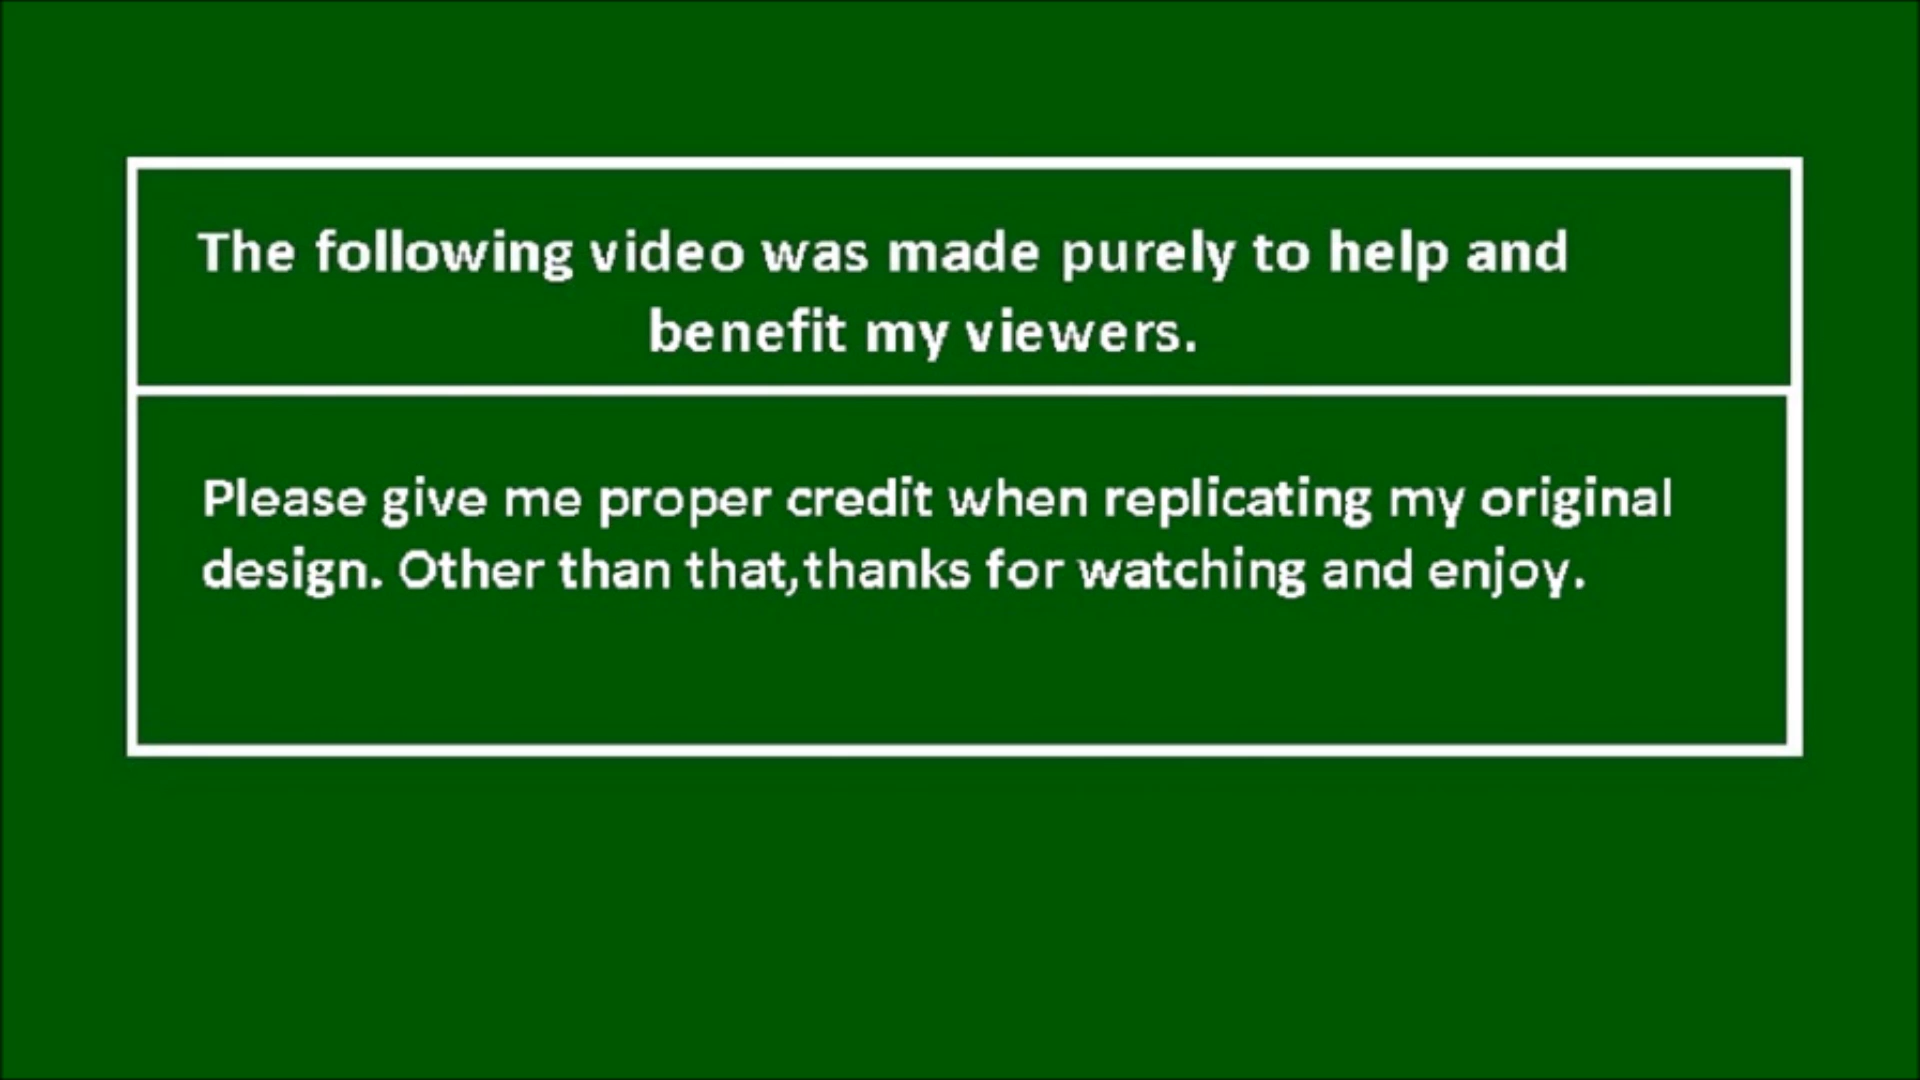 The following video was made purely to help and
benefit my viewers.
Please give me proper credit when replicating my original
design. Other than that,thanks for watching and enjoy.